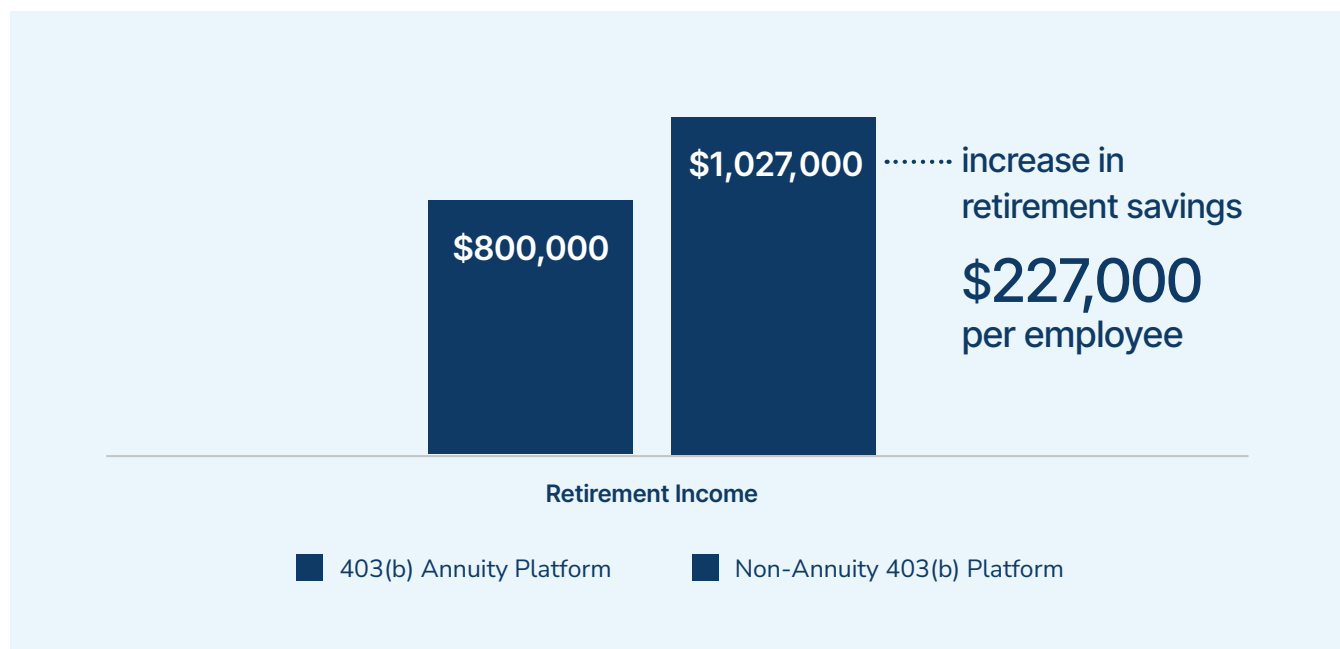 $1,027,000
increase in
retirement savings
$800,000
$227,000
per employee
Retirement Income
403(b) Annuity Platform
Non-Annuity 403(b) Platform